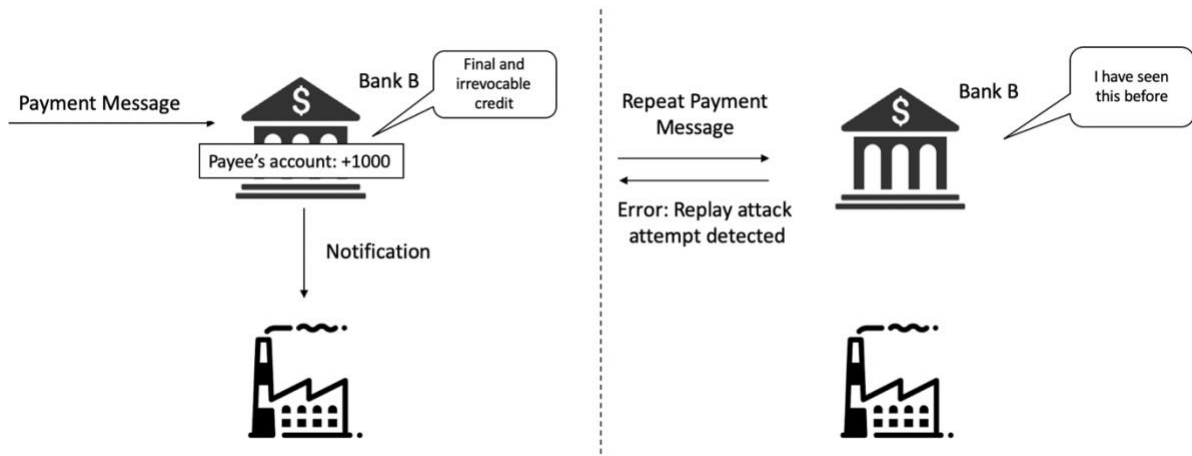 Payment Message
$
Bank B
Final and
irrevocable
credit
Payee's account: +1000
Notification
Repeat Payment
Message
Error: Replay attack
attempt detected
$
Bank B
I have seen
this before